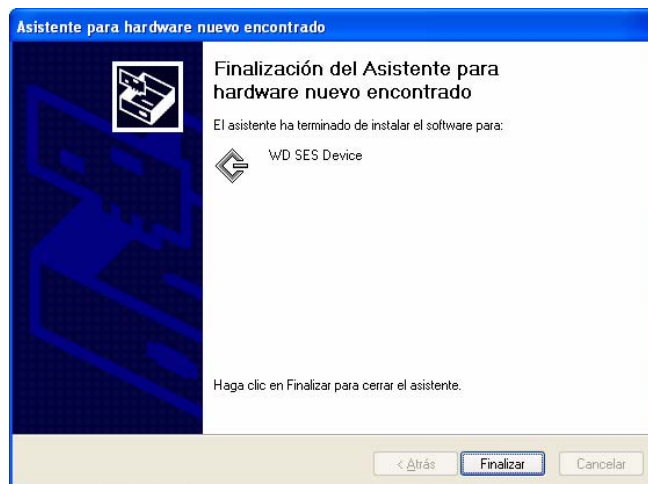 Asistente para hardware nuevo encontrado
Finalización del Asistente para
hardware nuevo encontrado
El asistente ha terminado de instalar el software para:
WD SES Device
Haga clic en Finalizar para cerrar el asistente.
< Atrás Finalizar Cancelar